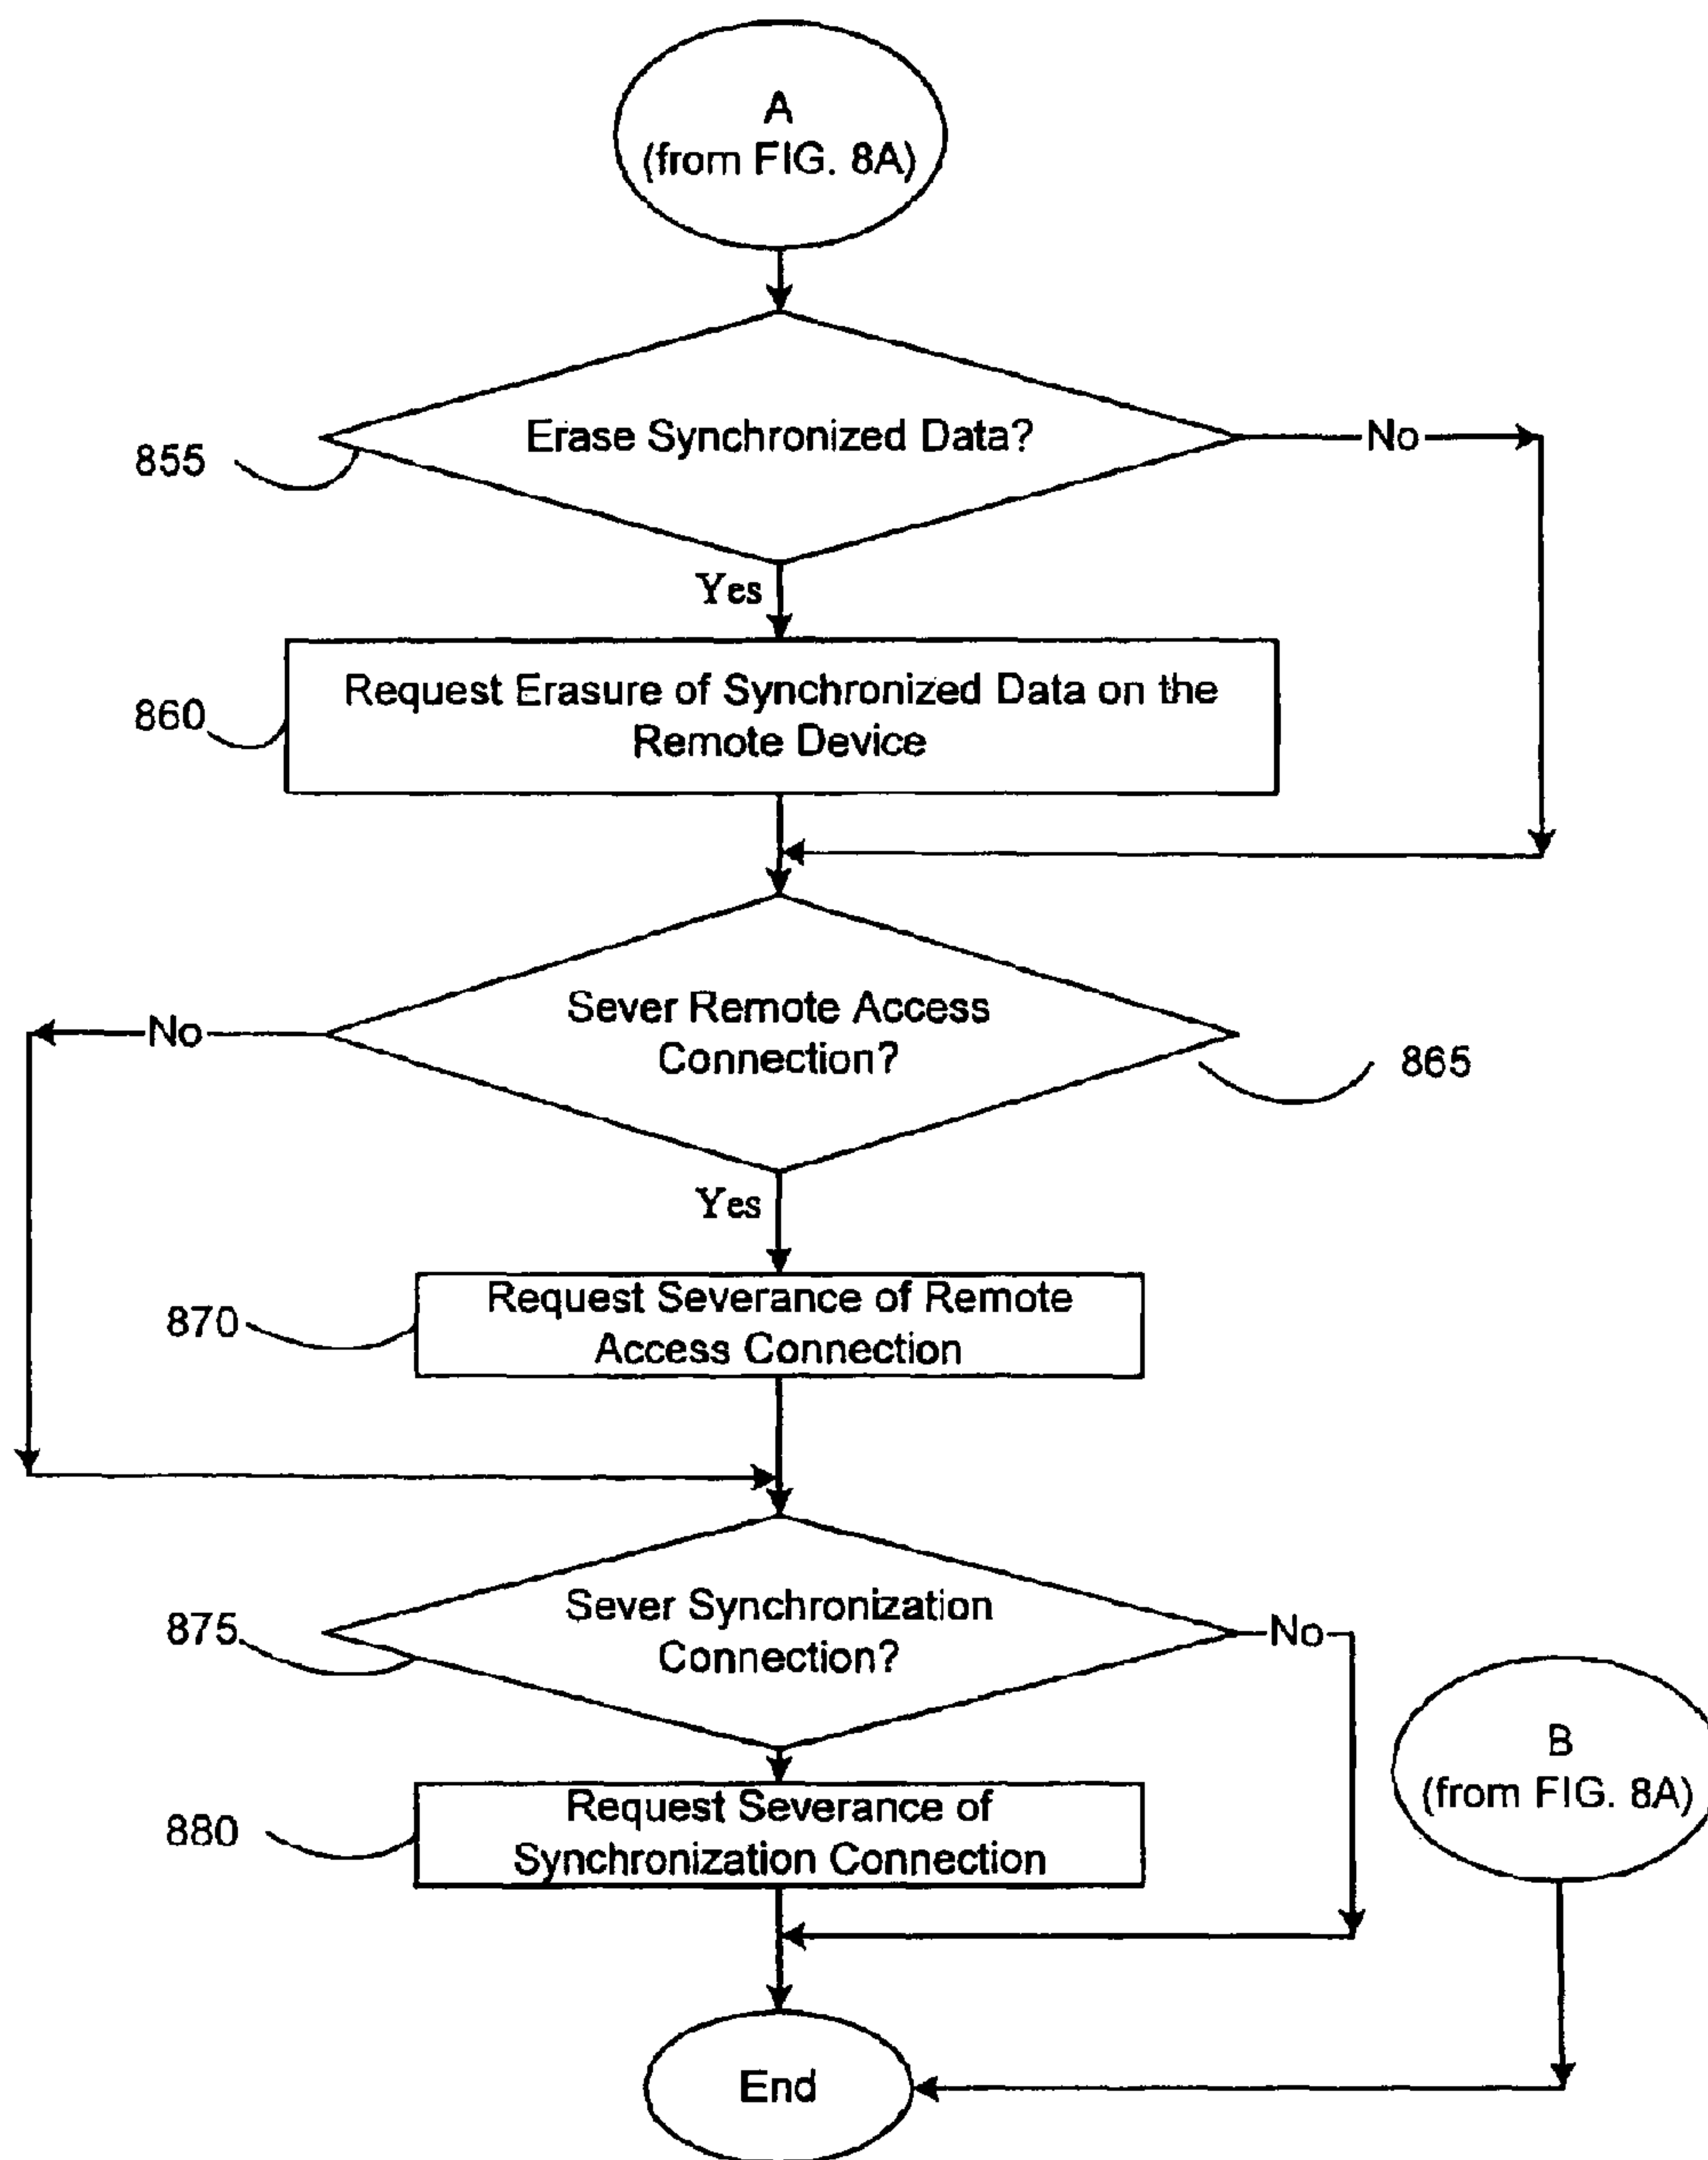 A
(from FIG. 8A)
Erase Synchronized Data?
No
855
Yes
Request Erasure of Synchronized Data on the
Remote Device
860
Sever Remote Access
Connection?
No
865
Yes
Request Severance of Remote
Access Connection
870
Sever Synchronization
Connection?
875
No
B
(from FIG. 8A)
Request Severance of
Synchronization Connection
880
End